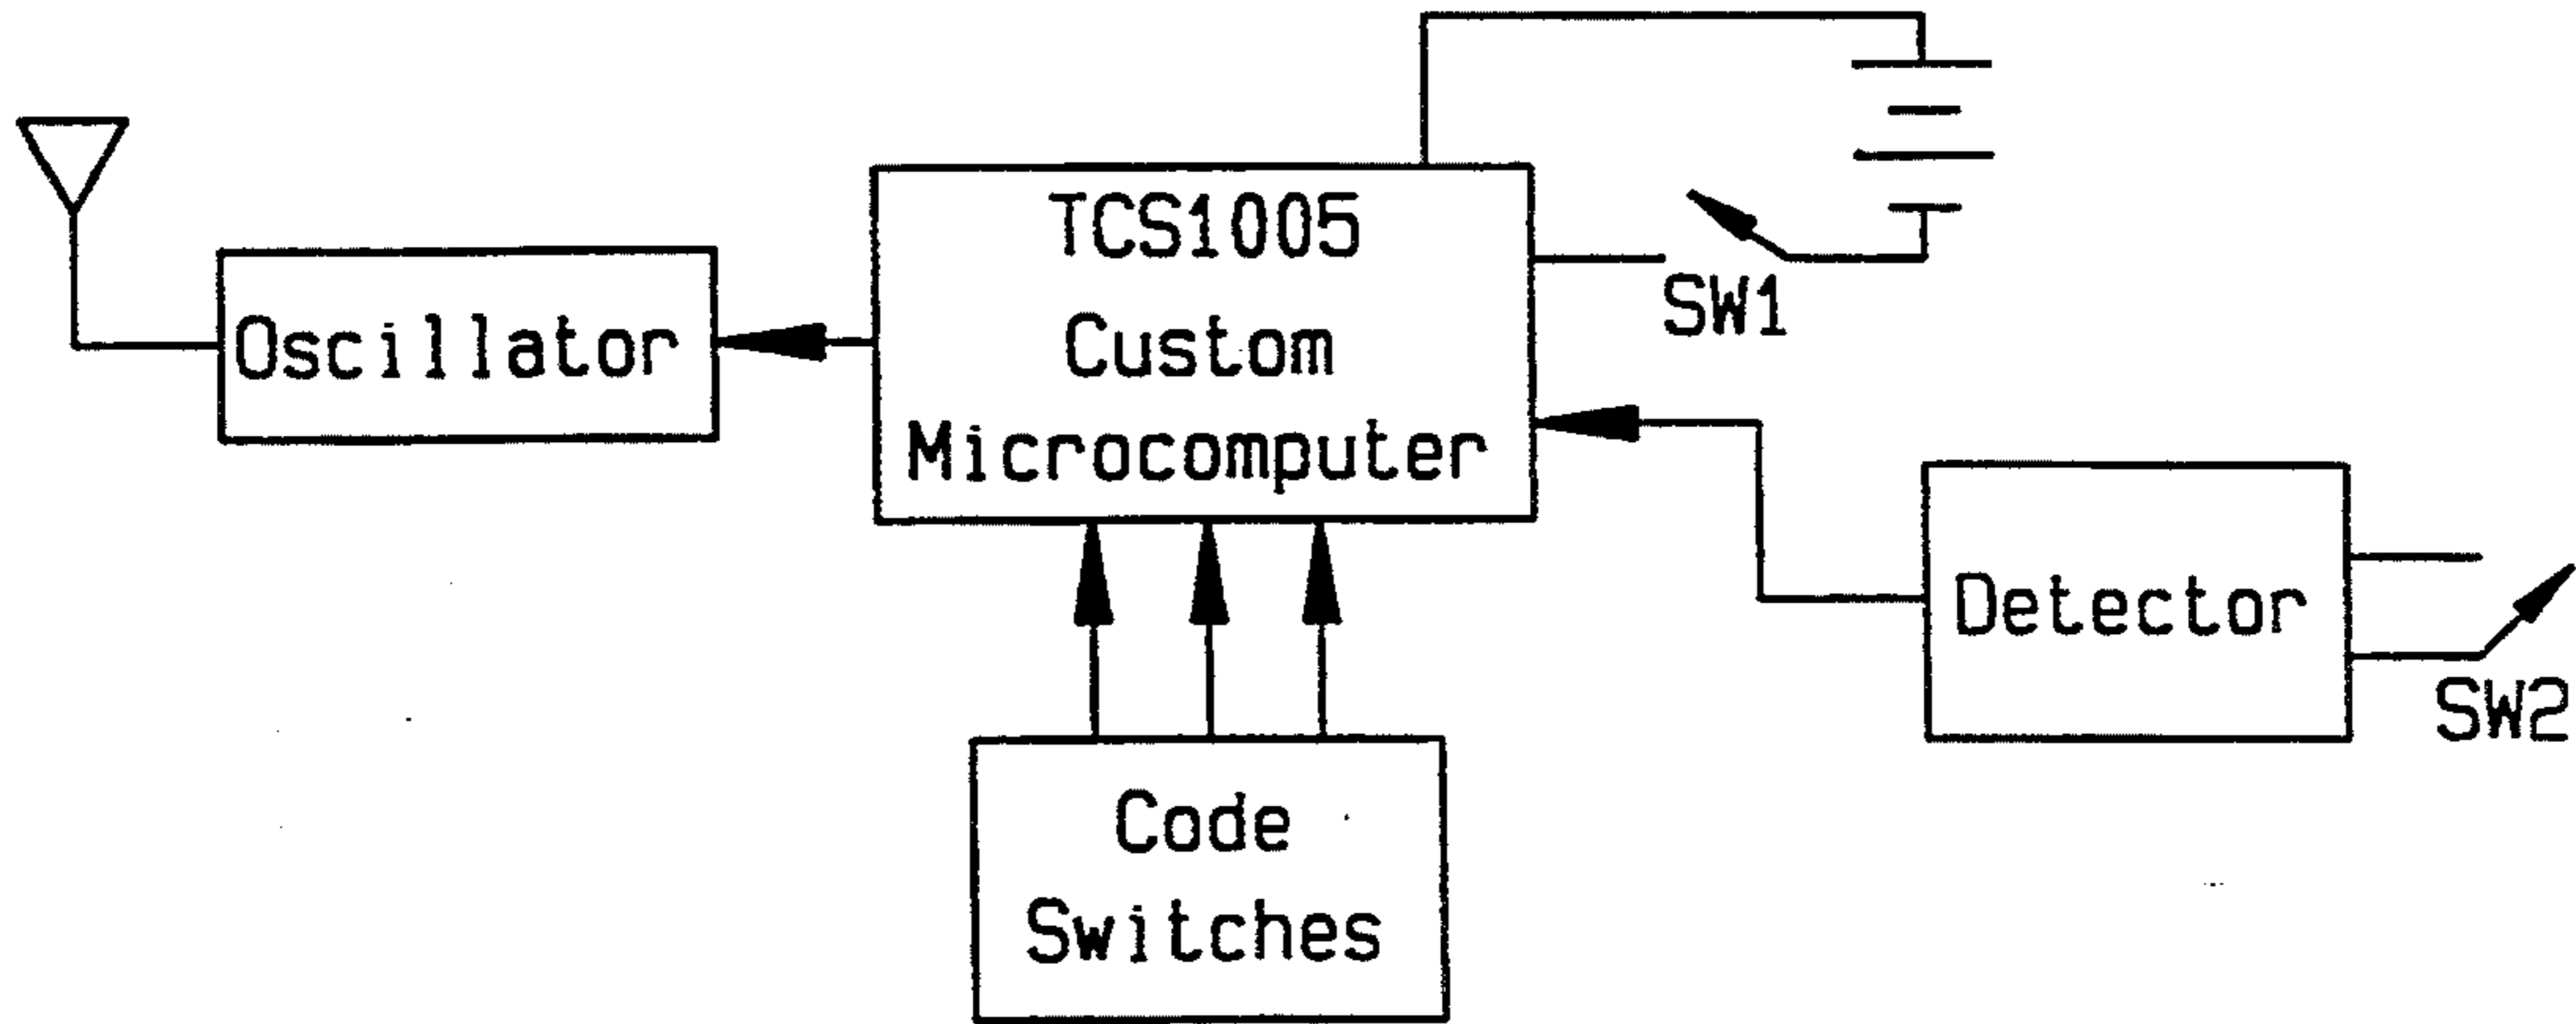 TCS1005
Custom
Microcomputer
Oscillator
SW1
Detector
SW2
Code
Switches